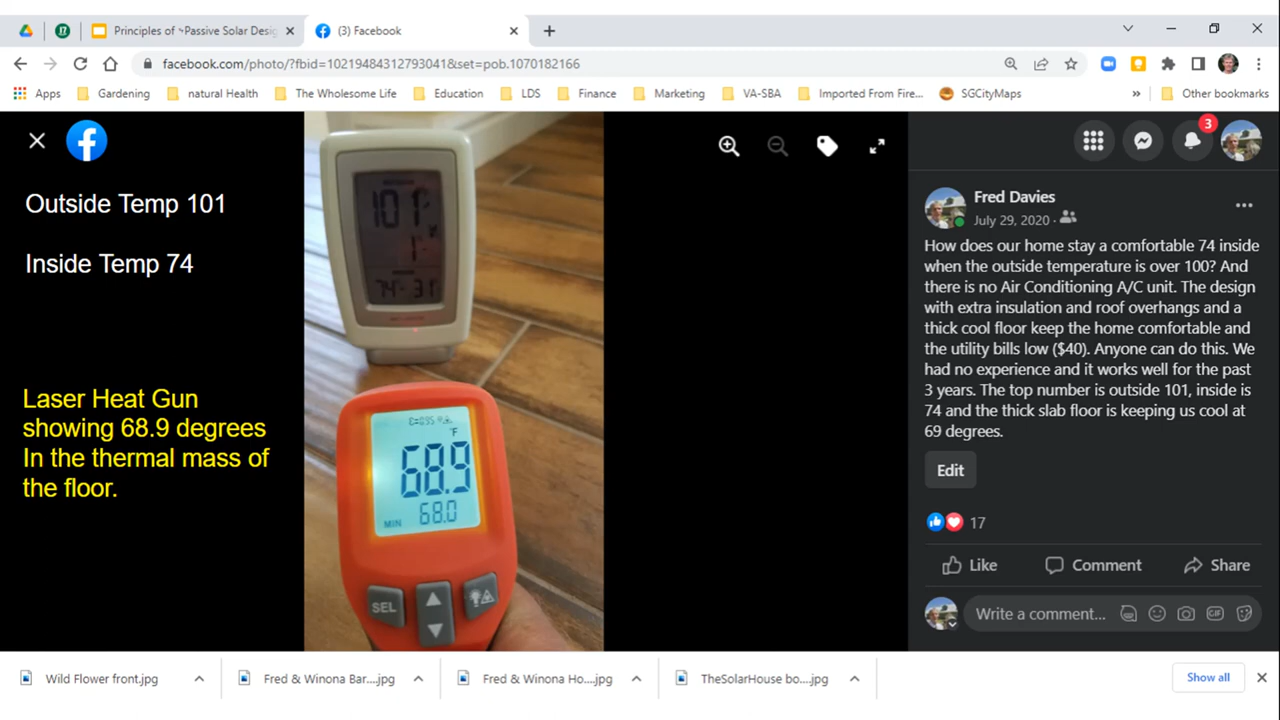 Principles of ५Passive Solar Desig
(3) Facebook
facebook.com/photo/?fbid=10219484312793041&set=pob.1070182166
Apps
Gardening
natural Health
The Wholesome Life
Education
LDS
Finance
Marketing
VA-SBA
Imported From Fire...
SGCityMaps
»
Other bookmarks
3
Outside Temp 101
Inside Temp 74
Laser Heat Gun
showing 68.9 degrees
In the thermal mass of
the floor.
101
74
°F
68.9
MIN 68.0
SEL
Fred Davies
July 29, 2020 ·
How does our home stay a comfortable 74 inside
when the outside temperature is over 100? And
there is no Air Conditioning A/C unit. The design
with extra insulation and roof overhangs and a
thick cool floor keep the home comfortable and
the utility bills low ($40). Anyone can do this. We
had no experience and it works well for the past
3 years. The top number is outside 101, inside is
74 and the thick slab floor is keeping us cool at
69 degrees.
Edit
17
Like
Comment
Share
Write a comment...
GIF
Wild Flower front.jpg
Fred & Winona Bar....jpg
Fred & Winona Ho....jpg
TheSolarHouse bo....jpg
Show all